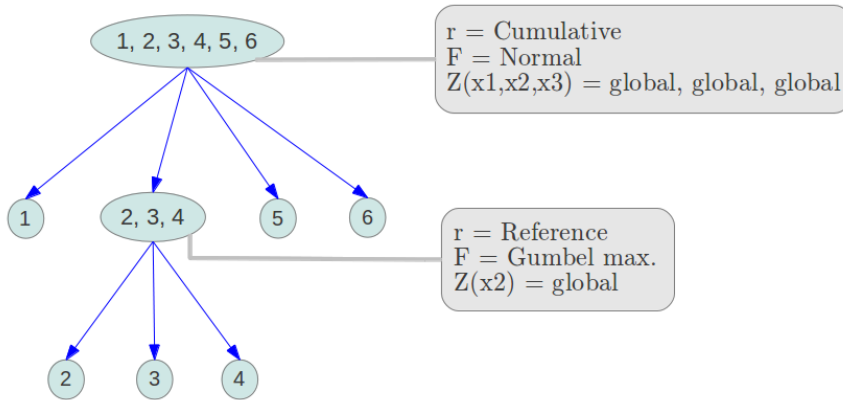 1, 2, 3, 4, 5, 6
r = Cumulative
F = Normal
Z(x1,x2,x3) = global, global, global
1
2, 3, 4
5
6
r = Reference
F = Gumbel max.
Z(x2) = global
2
3
4